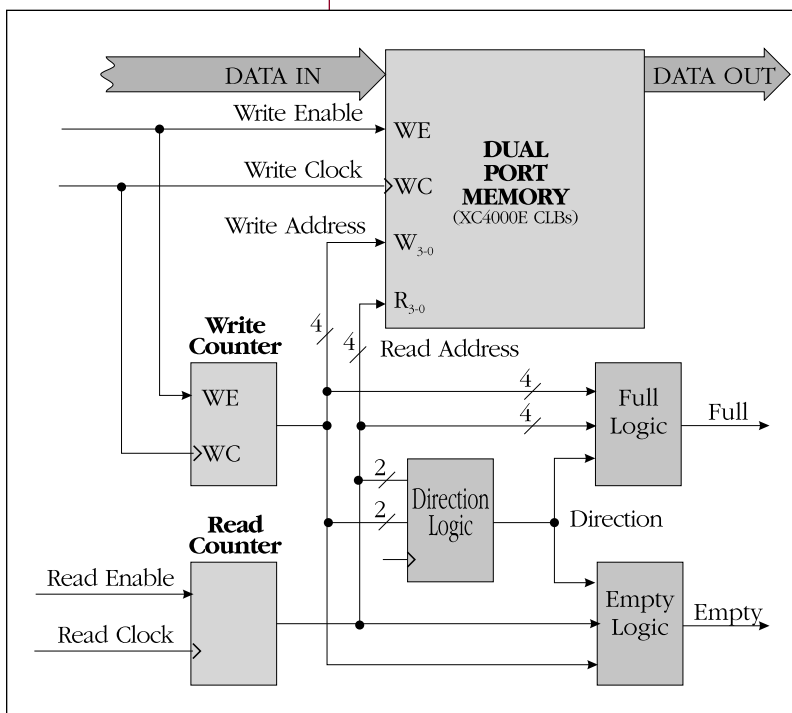 DATA IN
DATA OUT
Write Enable
WE
DUAL
PORT
MEMORY
(XC4000E CLBs)
Write Clock
WC
Write Address
W3-0
R3-0
4
4
Read Address
Write
Counter
WE
WC
4
4
Full
Logic
Full
2
2
Direction
Logic
Direction
Read
Counter
Read Enable
Read Clock
Empty
Logic
Empty